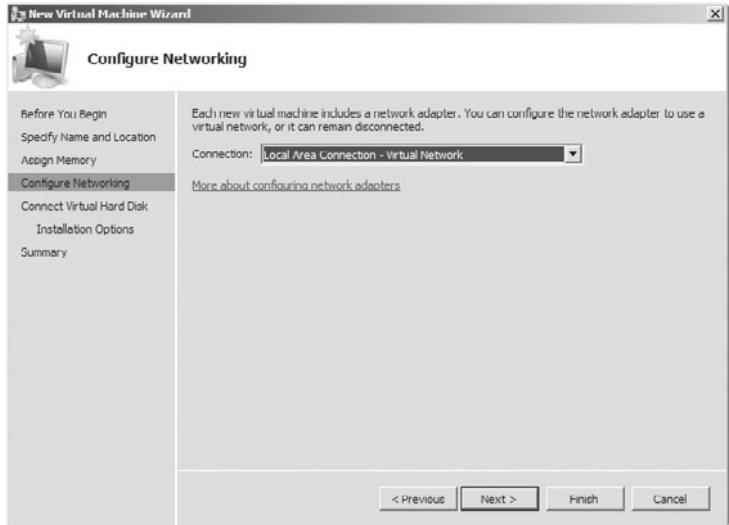 New Virtual Machine Wizard
Configure Networking
Before You Begin
Specify Name and Location
Assign Memory
Configure Networking
Connect Virtual Hard Disk
Installation Options
Summary
Each new virtual machine includes a network adapter. You can configure the network adapter to use a
virtual network, or it can remain disconnected.
Connection: Local Area Connection - Virtual Network
More about configuring network adapters
< Previous Next > Finish Cancel